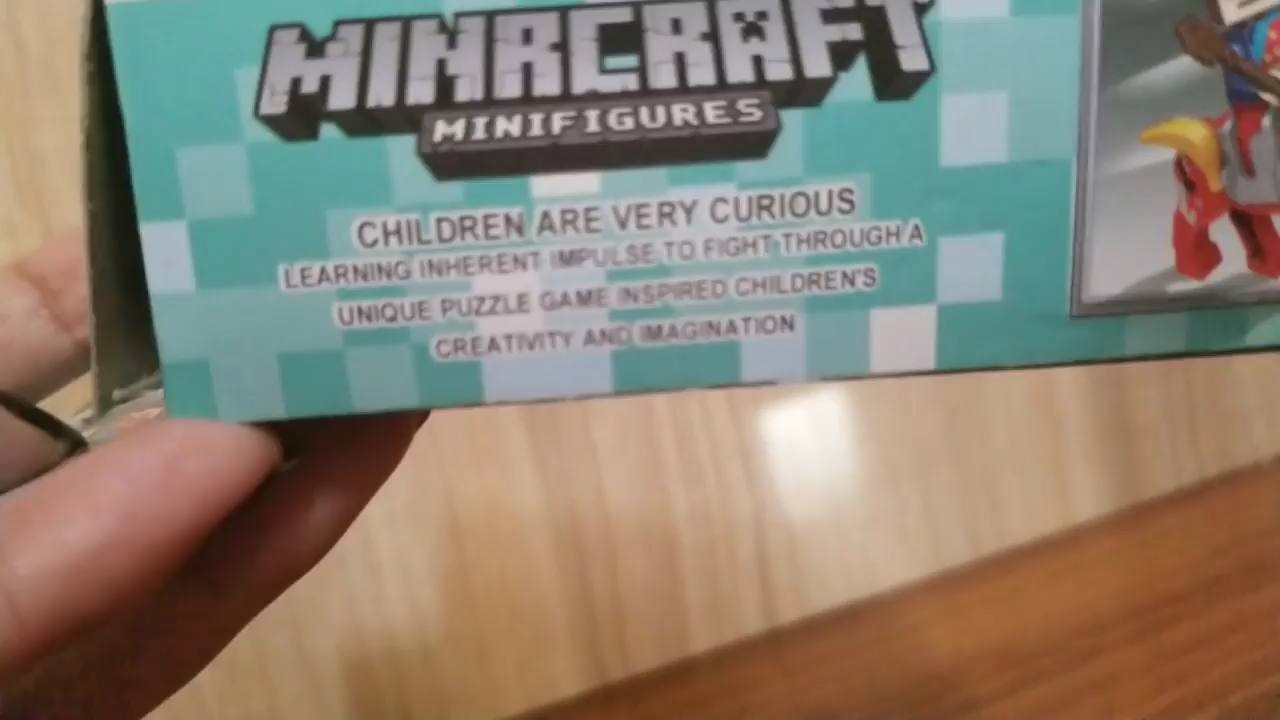 MINRCRAFT
MINIFIGURES
CHILDREN ARE VERY CURIOUS
LEARNING INHERENT IMPULSE TO FIGHT THROUGH A
UNIQUE PUZZLE GAME INSPIRED CHILDREN'S
CREATIVITY AND IMAGINATION